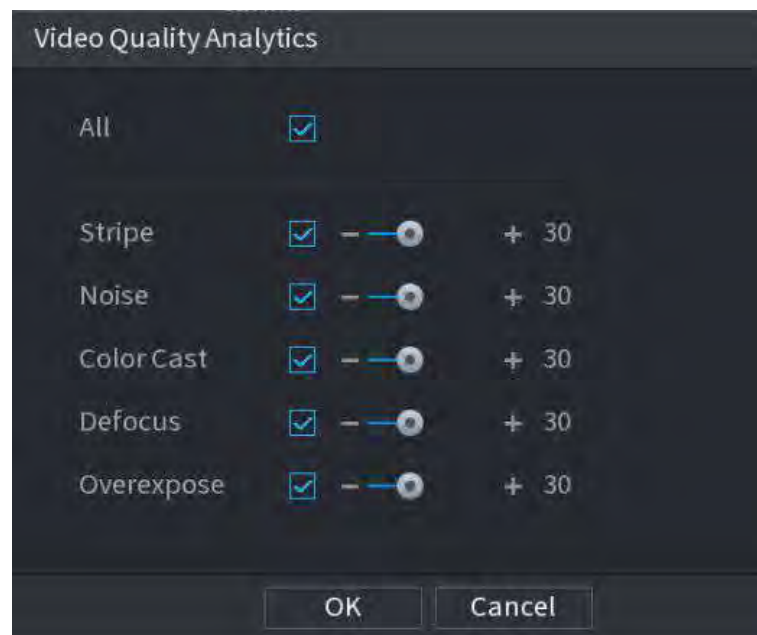 Video Quality Analytics
All
Stripe 30
Noise 30
Color Cast 30
Defocus 30
Overexpose 30
OK Cancel